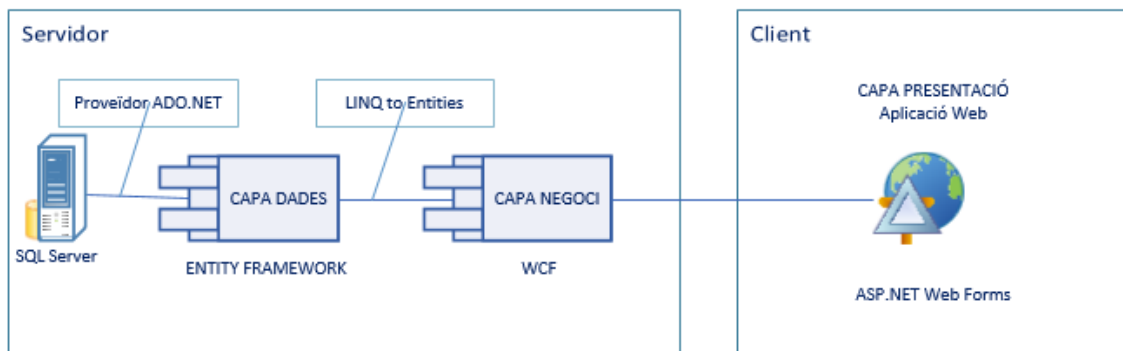 Servidor
Proveïdor ADO.NET
LINQ to Entities
CAPA DADES
CAPA NEGOCI
SQL Server
ENTITY FRAMEWORK
WCF
Client
CAPA PRESENTACIÓ
Aplicació Web
ASP.NET Web Forms